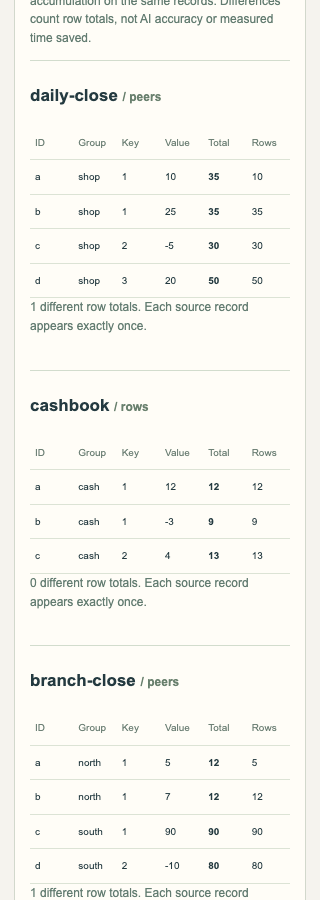 accumulation on the same records. Differences
count row totals, not AI accuracy or measured
time saved.
daily-close / peers
ID Group Key Value Total Rows
a shop 1 10 35 10
b shop 1 25 35 35
c shop 2 -5 30 30
d shop 3 20 50 50
1 different row totals. Each source record
appears exactly once.
cashbook / rows
ID Group Key Value Total Rows
a cash 1 12 12 12
b cash 1 -3 9 9
c cash 2 4 13 13
0 different row totals. Each source record
appears exactly once.
branch-close / peers
ID Group Key Value Total Rows
a north 1 5 12 5
b north 1 7 12 12
c south 1 90 90 90
d south 2 -10 80 80
1 different row totals. Each source record